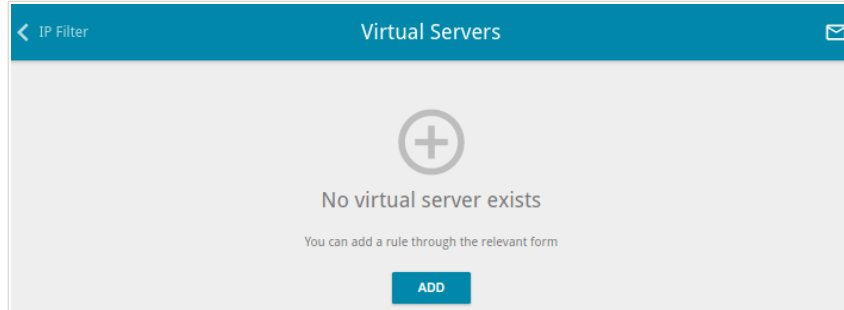 IP Filter
Virtual Servers
No virtual server exists
You can add a rule through the relevant form
ADD